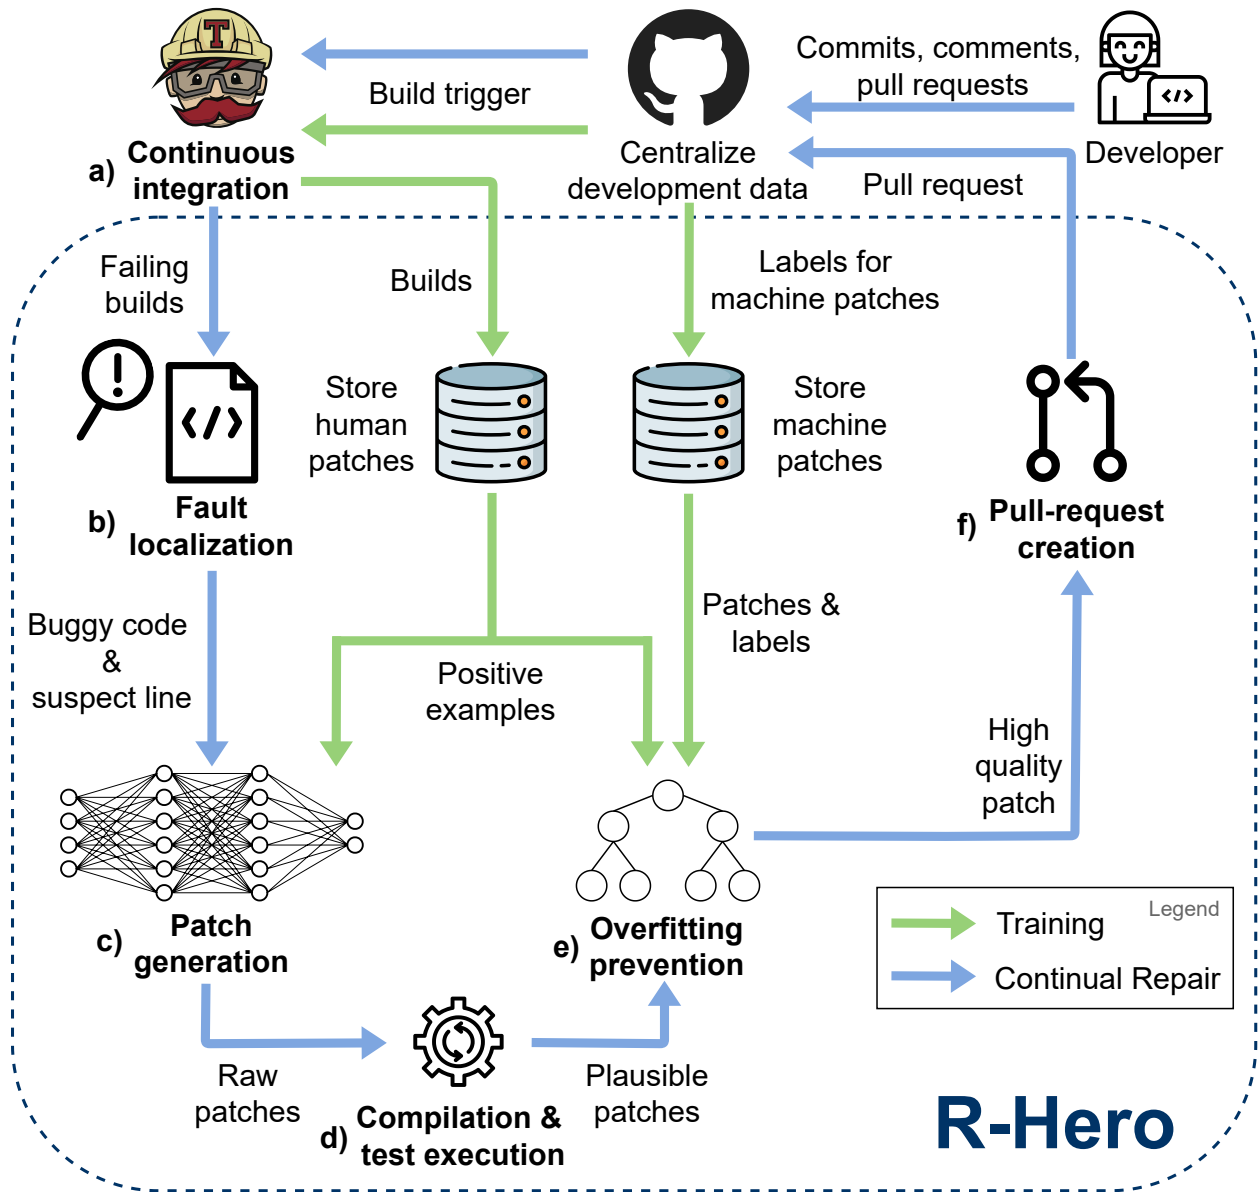 T
Build trigger
Commits, comments,
pull requests
</>
a) Continuous
integration
Centralize
development data
Developer
Pull request
Failing
builds
Builds
Labels for
machine patches
!
</>
Store
human
patches
Store
machine
patches
b) Fault
localization
f) Pull-request
creation
Buggy code
&
suspect line
Positive
examples
Patches &
labels
High
quality
patch
c) Patch
generation
e) Overfitting
prevention
Legend
Training
Continual Repair
Raw
patches
d) Compilation &
test execution
Plausible
patches
R-Hero